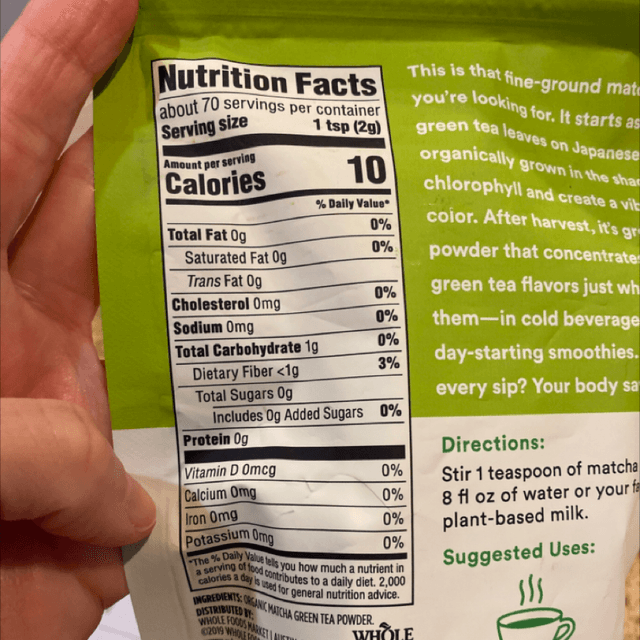 Nutrition Facts
about 70 servings per container
Serving size 1 tsp (2g)
Amount per serving
Calories 10
% Daily Value*
Total Fat 0g 0%
Saturated Fat 0g 0%
Trans Fat 0g
Cholesterol 0mg 0%
Sodium 0mg 0%
Total Carbohydrate 1g 0%
Dietary Fiber <1g 3%
Total Sugars 0g
Includes 0g Added Sugars 0%
Protein 0g
Vitamin D 0mcg 0%
Calcium 0mg 0%
Iron 0mg 0%
Potassium 0mg 0%
*The % Daily Value tells you how much a nutrient in
a serving of food contributes to a daily diet. 2,000
calories a day is used for general nutrition advice.
INGREDIENTS: ORGANIC MATCHA GREEN TEA POWDER.
DISTRIBUTED BY:
WHOLE FOODS MARKET
©2019 WHOLE FOODS
WHOLE
This is that fine-ground
you're looking for. It starts as
green tea leaves on Japanese
organically grown in the
chlorophyll and create a
color. After harvest, it's
powder that concentrates
green tea flavors just
them—in cold beverage
day-starting smoothies.
every sip? Your body
Directions:
Stir 1 teaspoon of matcha
8 fl oz of water or your
plant-based milk.
Suggested Uses: